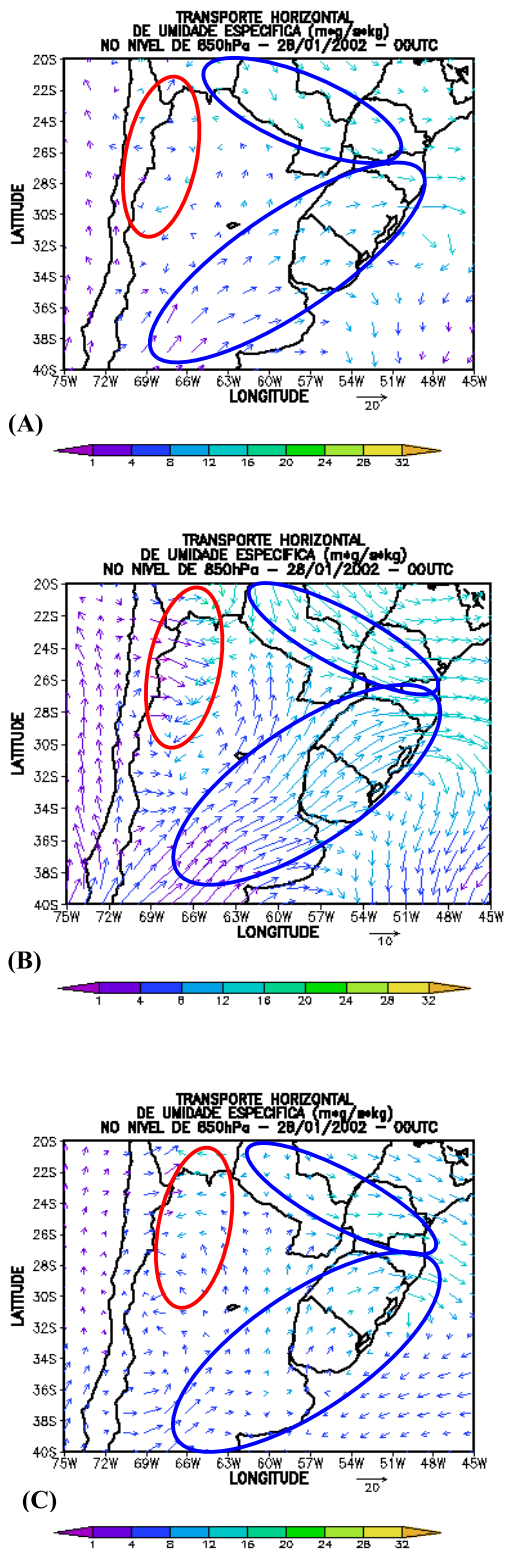 TRANSPORTE HORIZONTAL
DE UMIDADE ESPECIFICA (m*g/s*kg)
NO NIVEL DE 850hPa - 28/01/2002 - 00UTC
20S
22S
24S
26S
28S
30S
32S
34S
36S
38S
40S
LATITUDE
75W 72W 69W 66W 63W 60W 57W 54W 51W 48W 45W
LONGITUDE
20
(A)
1 4 8 12 16 20 24 28 32
TRANSPORTE HORIZONTAL
DE UMIDADE ESPECIFICA (m*g/s*kg)
NO NIVEL DE 850hPa - 28/01/2002 - 00UTC
20S
22S
24S
26S
28S
30S
32S
34S
36S
38S
40S
LATITUDE
75W 72W 69W 66W 63W 60W 57W 54W 51W 48W 45W
LONGITUDE
10
(B)
1 4 8 12 16 20 24 28 32
TRANSPORTE HORIZONTAL
DE UMIDADE ESPECIFICA (m*g/s*kg)
NO NIVEL DE 850hPa - 28/01/2002 - 00UTC
20S
22S
24S
26S
28S
30S
32S
34S
36S
38S
40S
LATITUDE
75W 72W 69W 66W 63W 60W 57W 54W 51W 48W 45W
LONGITUDE
20
(C)
1 4 8 12 16 20 24 28 32